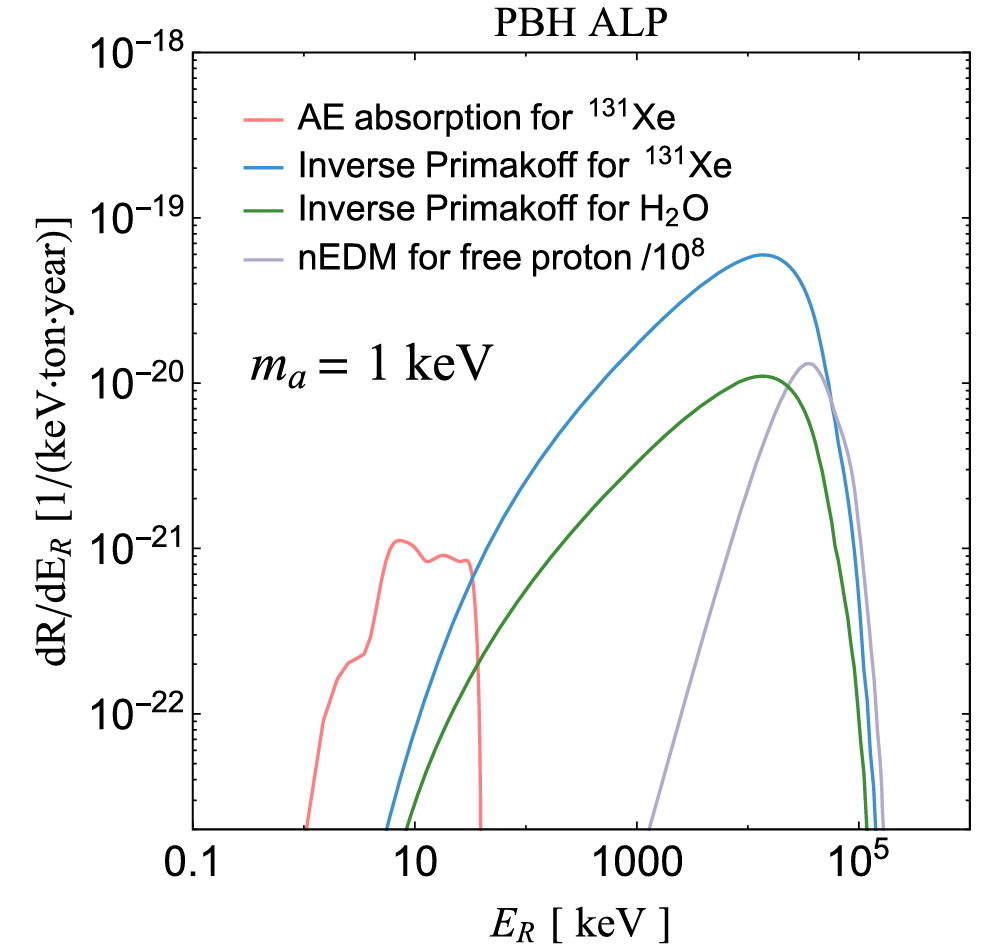 PBH ALP
10⁻¹⁸
10⁻¹⁹
10⁻²⁰
10⁻²¹
10⁻²²
dR/dE_R [1/(keV·ton·year)]
AE absorption for ¹³¹Xe
Inverse Primakoff for ¹³¹Xe
Inverse Primakoff for H₂O
nEDM for free proton /10⁸
mₐ = 1 keV
0.1 10 1000 10⁵
E_R [ keV ]